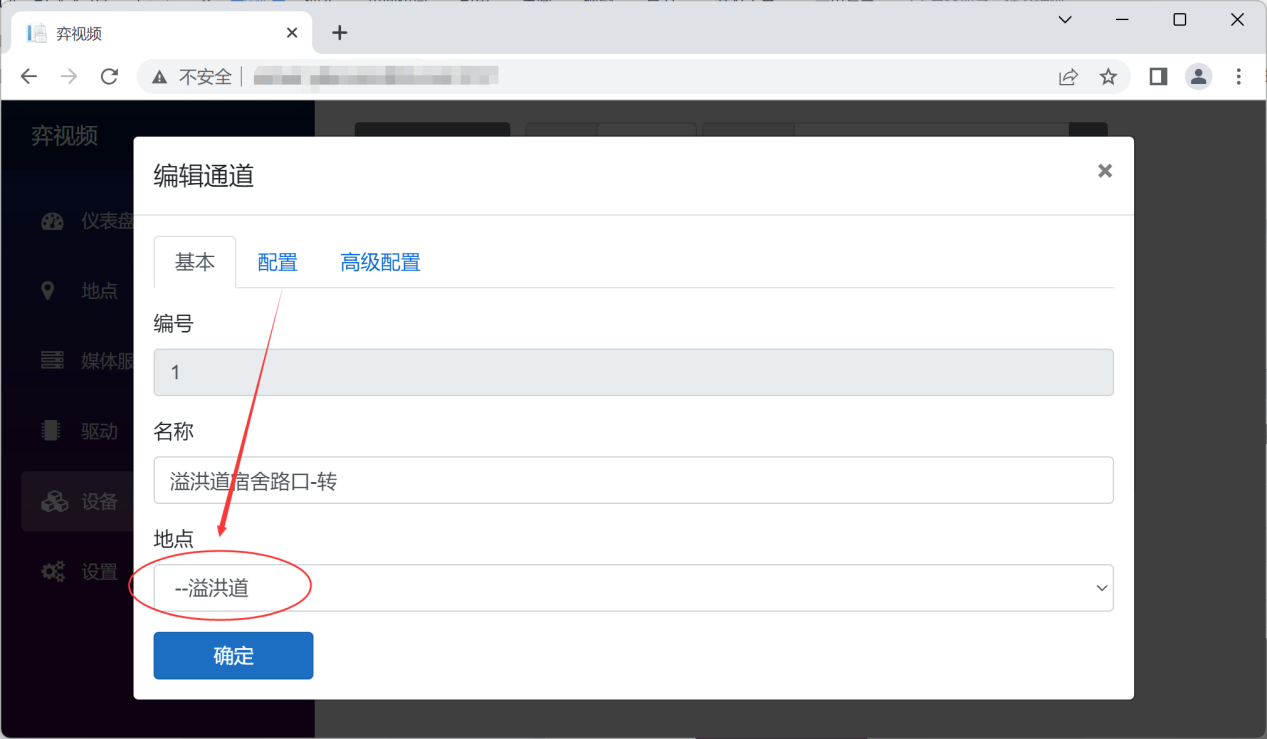 弈视频
不安全
弈视频
编辑通道
×
仪表盘
基本
配置
高级配置
地点
编号
媒体服
1
驱动
名称
溢洪道宿舍路口-转
设备
地点
设置
--溢洪道
确定